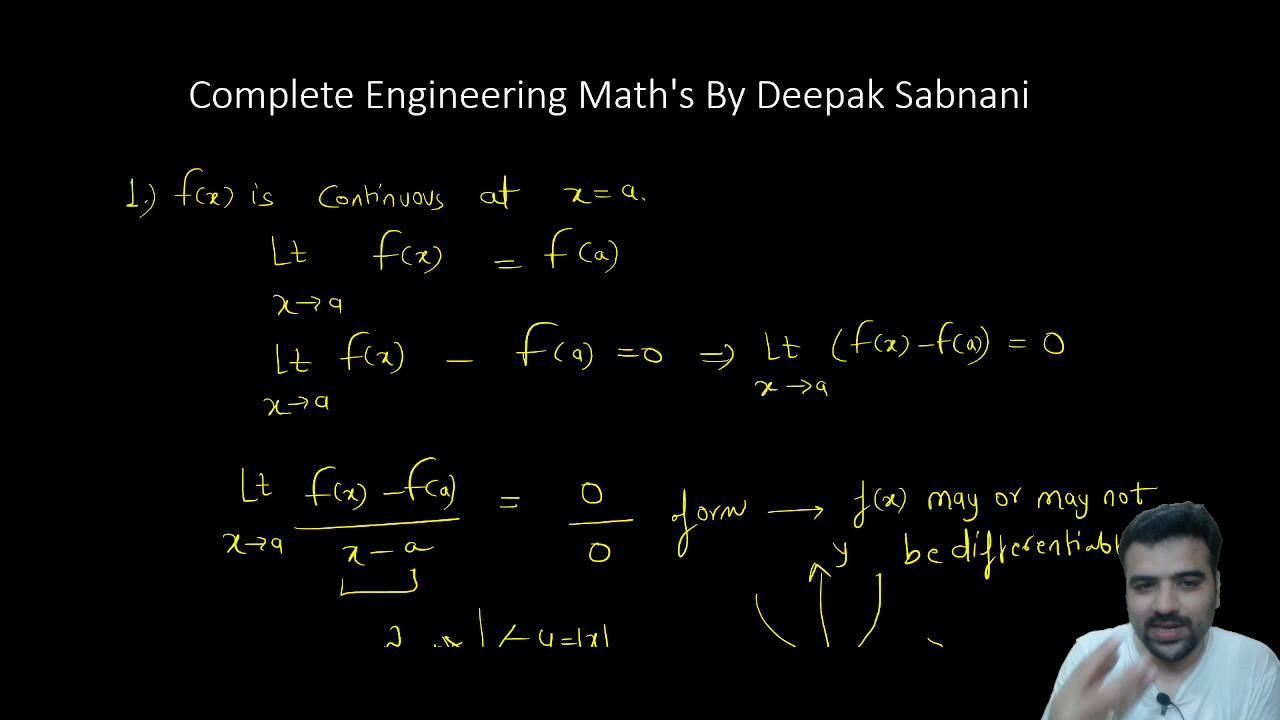 Complete Engineering Math's By Deepak Sabnani
1.) f(x) is continuous at x = a.
Lt f(x) = f(a)
x→a
Lt f(x) − f(a) = 0 ⇒ Lt (f(x) − f(a)) = 0
x→a x→a
Lt f(x) − f(a) = 0 form → f(x) may or may not
x→a x − a 0 be differentiab
y
y=|x|